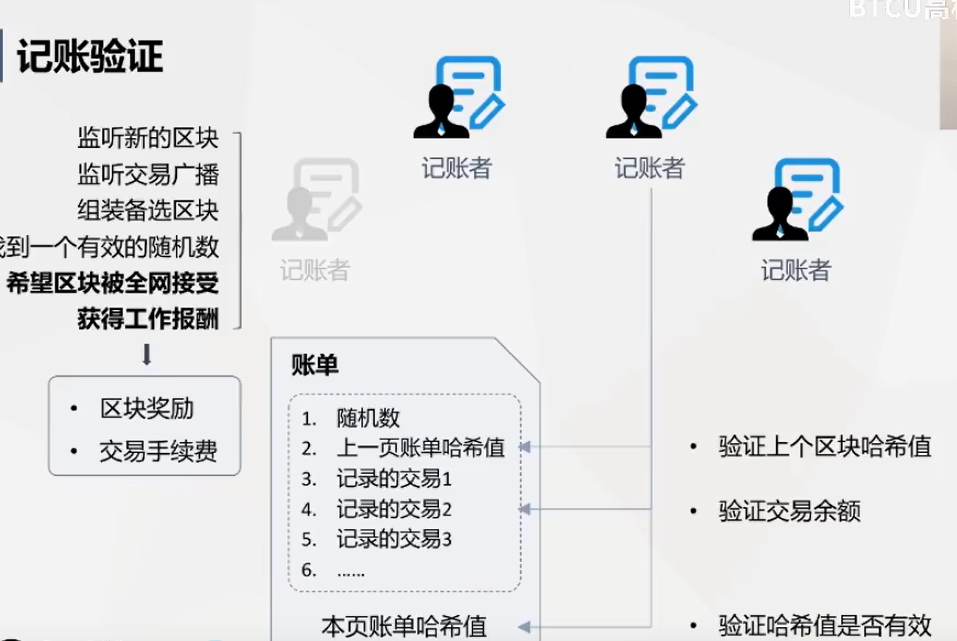 BTCU高校
记账验证
监听新的区块
监听交易广播
组装备选区块
找到一个有效的随机数
希望区块被全网接受
获得工作报酬
• 区块奖励
• 交易手续费
记账者
记账者
记账者
记账者
账单
1. 随机数
2. 上一页账单哈希值
3. 记录的交易1
4. 记录的交易2
5. 记录的交易3
6. ......
本页账单哈希值
• 验证上个区块哈希值
• 验证交易余额
• 验证哈希值是否有效